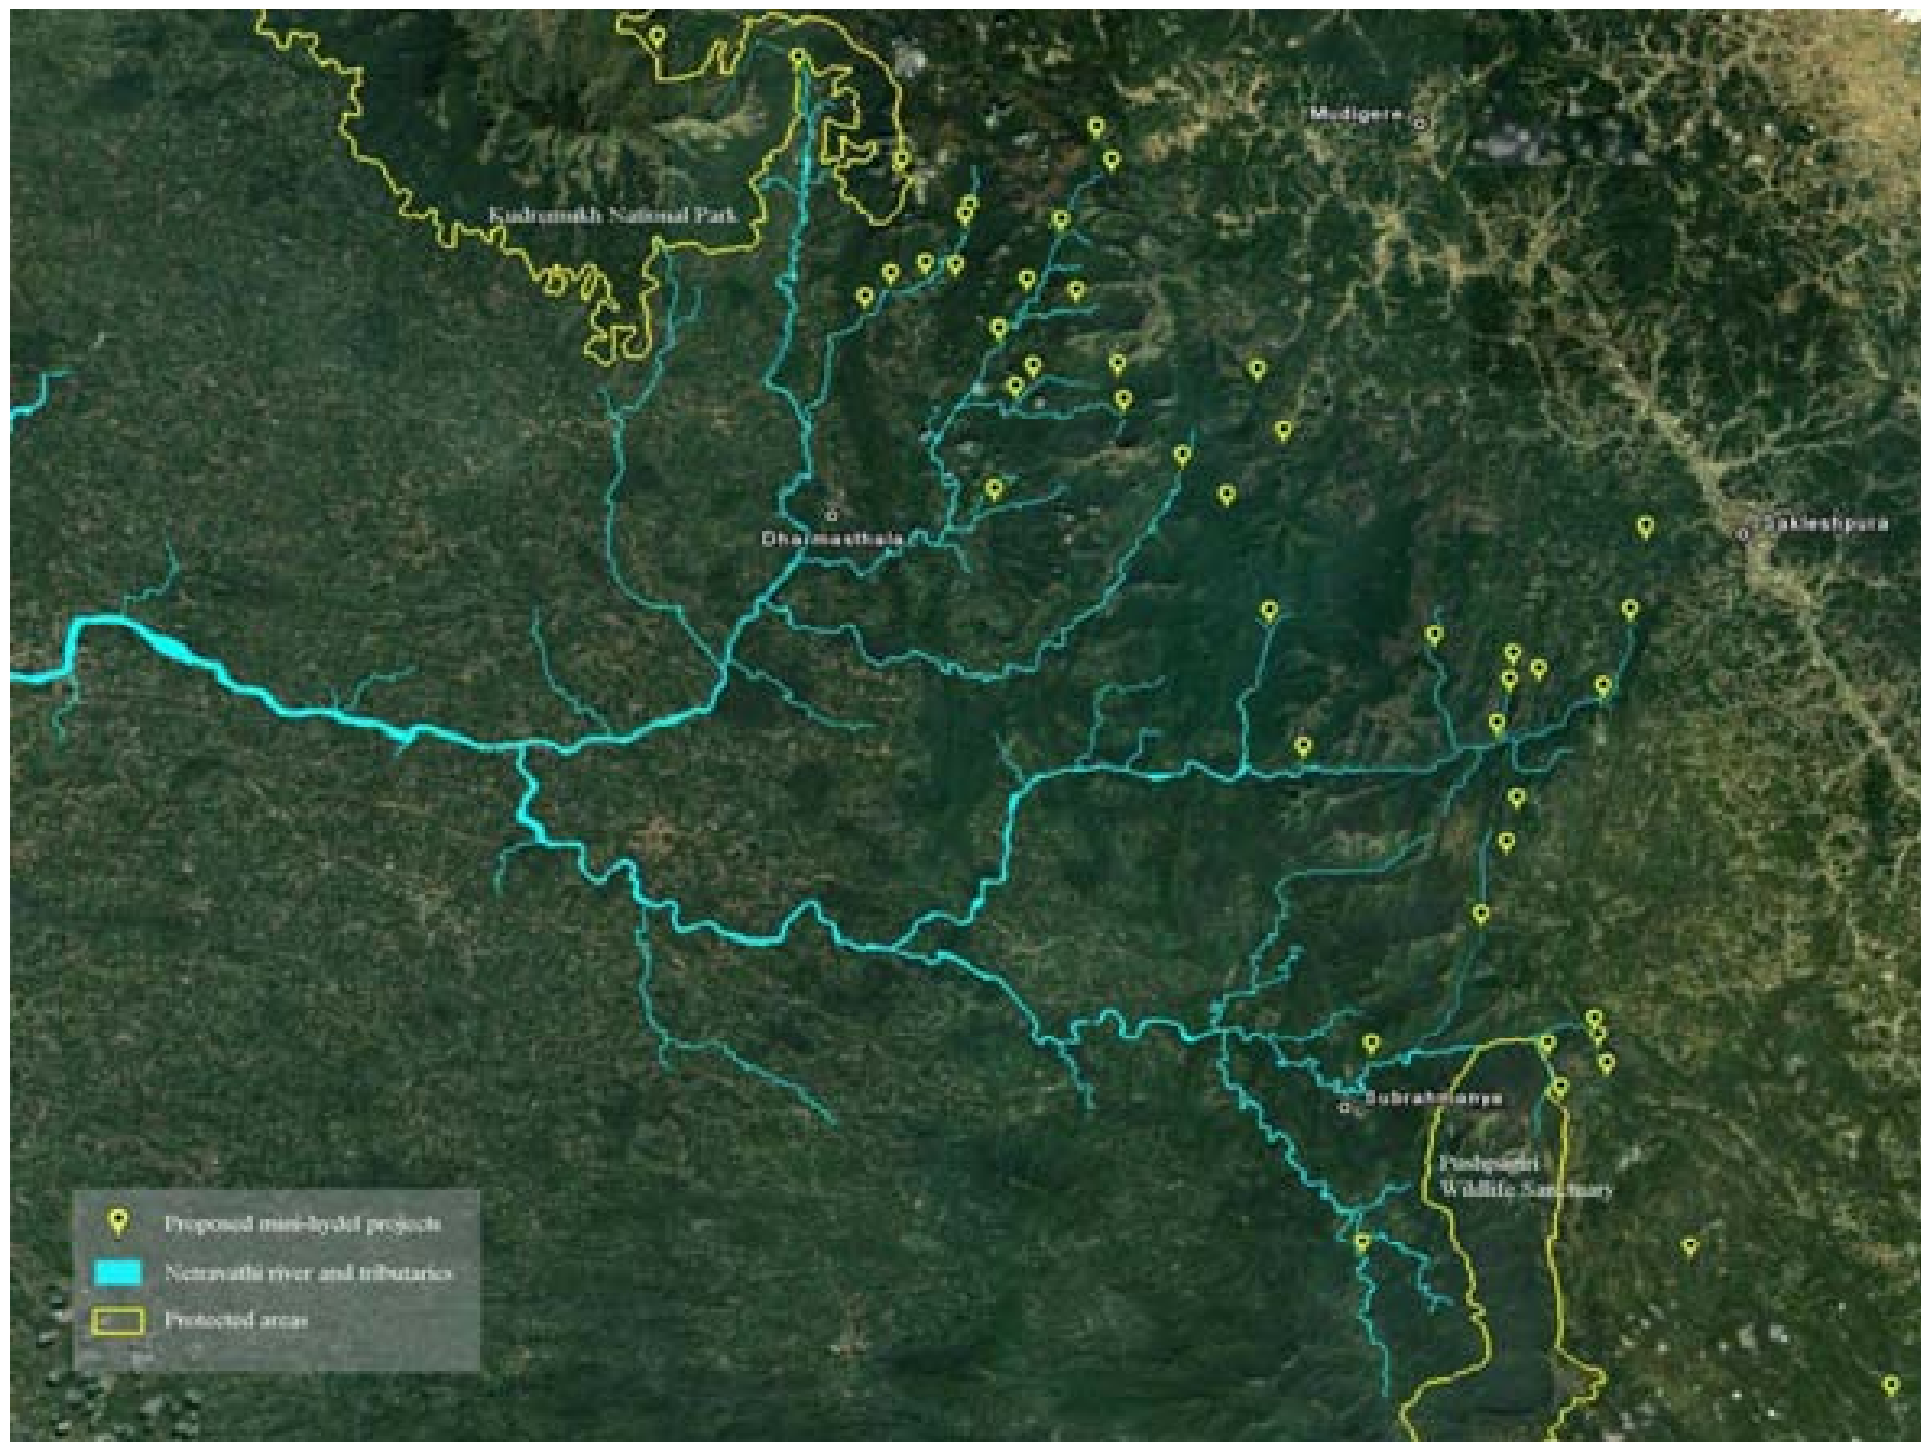 Mudigere
Kudremukh National Park
Dharmasthala
Sakleshpura
Subrahmanya
Pushpagiri
Wildlife Sanctuary
Proposed mini-hydel projects
Netravathi river and tributaries
Protected areas